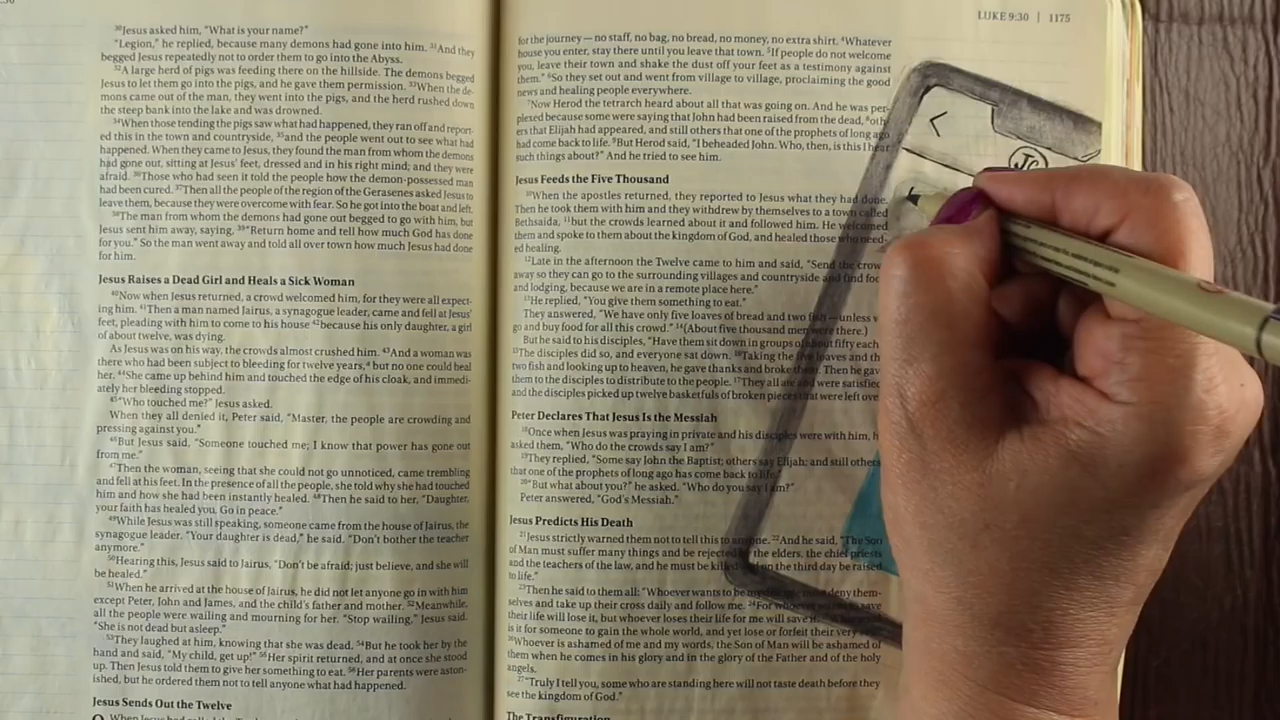 LUKE 9:30 | 1175
30Jesus asked him, “What is your name?”
“Legion,” he replied, because many demons had gone into him. 31And they
begged Jesus repeatedly not to order them to go into the Abyss.
32A large herd of pigs was feeding there on the hillside. The demons begged
Jesus to let them go into the pigs, and he gave them permission. 33When the de-
mons came out of the man, they went into the pigs, and the herd rushed down
the steep bank into the lake and was drowned.
34When those tending the pigs saw what had happened, they ran off and report-
ed this in the town and countryside, 35and the people went out to see what had
happened. When they came to Jesus, they found the man from whom the demons
had gone out, sitting at Jesus’ feet, dressed and in his right mind; and they were
afraid. 36Those who had seen it told the people how the demon-possessed man
had been cured. 37Then all the people of the region of the Gerasenes asked Jesus to
leave them, because they were overcome with fear. So he got into the boat and left.
38The man from whom the demons had gone out begged to go with him, but
Jesus sent him away, saying, 39“Return home and tell how much God has done
for you.” So the man went away and told all over town how much Jesus had done
for him.
Jesus Raises a Dead Girl and Heals a Sick Woman
40Now when Jesus returned, a crowd welcomed him, for they were all expect-
ing him. 41Then a man named Jairus, a synagogue leader, came and fell at Jesus’
feet, pleading with him to come to his house 42because his only daughter, a girl
of about twelve, was dying.
As Jesus was on his way, the crowds almost crushed him. 43And a woman was
there who had been subject to bleeding for twelve years, but no one could heal
her. 44She came up behind him and touched the edge of his cloak, and immedi-
ately her bleeding stopped.
45“Who touched me?” Jesus asked.
When they all denied it, Peter said, “Master, the people are crowding and
pressing against you.”
46But Jesus said, “Someone touched me; I know that power has gone out
from me.”
47Then the woman, seeing that she could not go unnoticed, came trembling
and fell at his feet. In the presence of all the people, she told why she had touched
him and how she had been instantly healed. 48Then he said to her, “Daughter,
your faith has healed you. Go in peace.”
49While Jesus was still speaking, someone came from the house of Jairus, the
synagogue leader. “Your daughter is dead,” he said. “Don’t bother the teacher
anymore.”
50Hearing this, Jesus said to Jairus, “Don’t be afraid; just believe, and she will
be healed.”
51When he arrived at the house of Jairus, he did not let anyone go in with him
except Peter, John and James, and the child’s father and mother. 52Meanwhile,
all the people were wailing and mourning for her. “Stop wailing,” Jesus said.
“She is not dead but asleep.”
53They laughed at him, knowing that she was dead. 54But he took her by the
hand and said, “My child, get up!” 55Her spirit returned, and at once she stood
up. Then Jesus told them to give her something to eat. 56Her parents were aston-
ished, but he ordered them not to tell anyone what had happened.
Jesus Sends Out the Twelve
for the journey — no staff, no bag, no bread, no money, no extra shirt. 4Whatever
house you enter, stay there until you leave that town. 5If people do not welcome
you, leave their town and shake the dust off your feet as a testimony against
them.” 6So they set out and went from village to village, proclaiming the good
news and healing people everywhere.
7Now Herod the tetrarch heard about all that was going on. And he was per-
plexed because some were saying that John had been raised from the dead, 8oth-
ers that Elijah had appeared, and still others that one of the prophets of long ago
had come back to life. 9But Herod said, “I beheaded John. Who, then, is this I hear
such things about?” And he tried to see him.
Jesus Feeds the Five Thousand
10When the apostles returned, they reported to Jesus what they had done.
Then he took them with him and they withdrew by themselves to a town called
Bethsaida, 11but the crowds learned about it and followed him. He welcomed
them and spoke to them about the kingdom of God, and healed those who need-
ed healing.
12Late in the afternoon the Twelve came to him and said, “Send the crow
away so they can go to the surrounding villages and countryside and find foo
and lodging, because we are in a remote place here.”
13He replied, “You give them something to eat.”
They answered, “We have only five loaves of bread and two fish — unless w
go and buy food for all this crowd.” 14(About five thousand men were there.)
But he said to his disciples, “Have them sit down in groups of about fifty each
15The disciples did so, and everyone sat down. 16Taking the five loaves and th
two fish and looking up to heaven, he gave thanks and broke them. Then he gav
them to the disciples to distribute to the people. 17They all ate and were satisfied
and the disciples picked up twelve basketfuls of broken pieces that were left ove
Peter Declares That Jesus Is the Messiah
18Once when Jesus was praying in private and his disciples were with him, h
asked them, “Who do the crowds say I am?”
19They replied, “Some say John the Baptist; others say Elijah; and still others
that one of the prophets of long ago has come back to life.”
20“But what about you?” he asked. “Who do you say I am?”
Peter answered, “God’s Messiah.”
Jesus Predicts His Death
21Jesus strictly warned them not to tell this to anyone. 22And he said, “The Son
of Man must suffer many things and be rejected by the elders, the chief priests
and the teachers of the law, and he must be killed and on the third day be raised
to life.”
23Then he said to them all: “Whoever wants to be my must deny them-
selves and take up their cross daily and follow me. 24For whoever wants to save
their life will lose it, but whoever loses their life for me will save it.
is it for someone to gain the whole world, and yet lose or forfeit their very
26Whoever is ashamed of me and my words, the Son of Man will be ashamed of
them when he comes in his glory and in the glory of the Father and of the holy
angels.
27“Truly I tell you, some who are standing here will not taste death before they
see the kingdom of God.”
The Transfiguration
JC